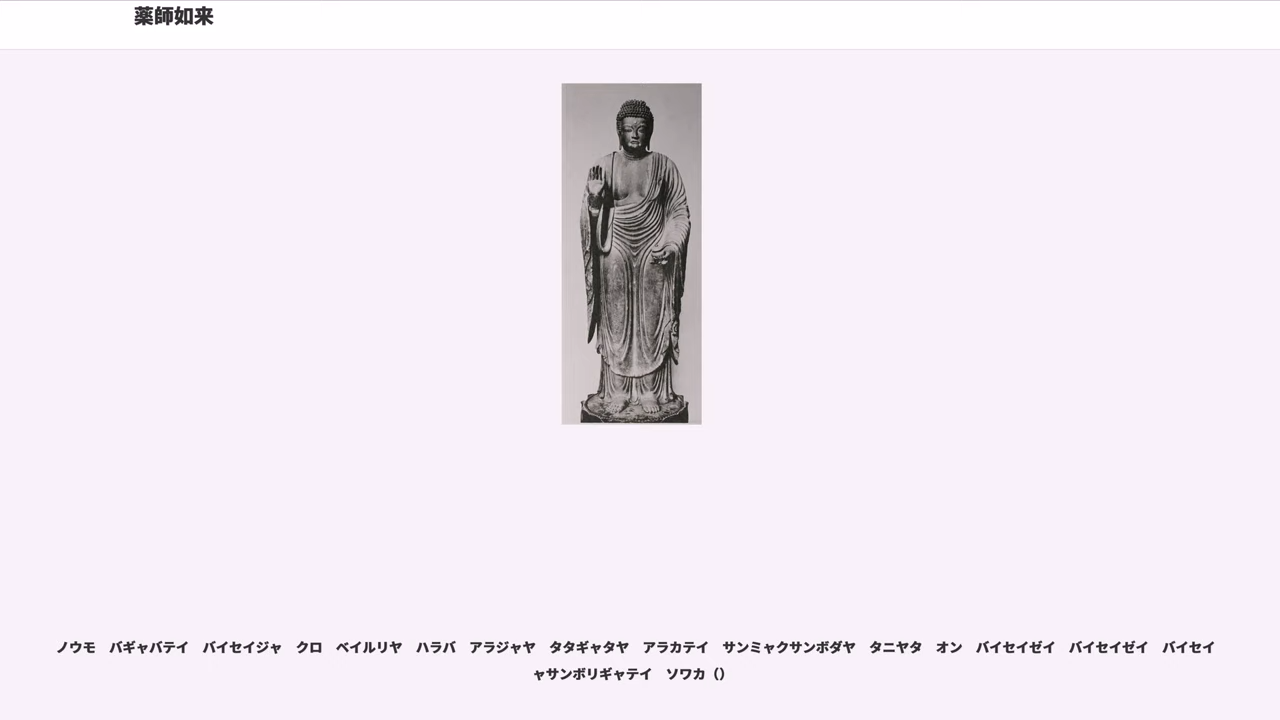 薬師如来
ノウモ　バギャバテイ　バイセイジャ　クロ　ベイルリヤ　ハラバ　アラジャヤ　タタギャタヤ　アラカテイ　サンミャクサンボダヤ　タニヤタ　オン　バイセイゼイ　バイセイゼイ　バイセイ
ャサンボリギャテイ　ソワカ（）